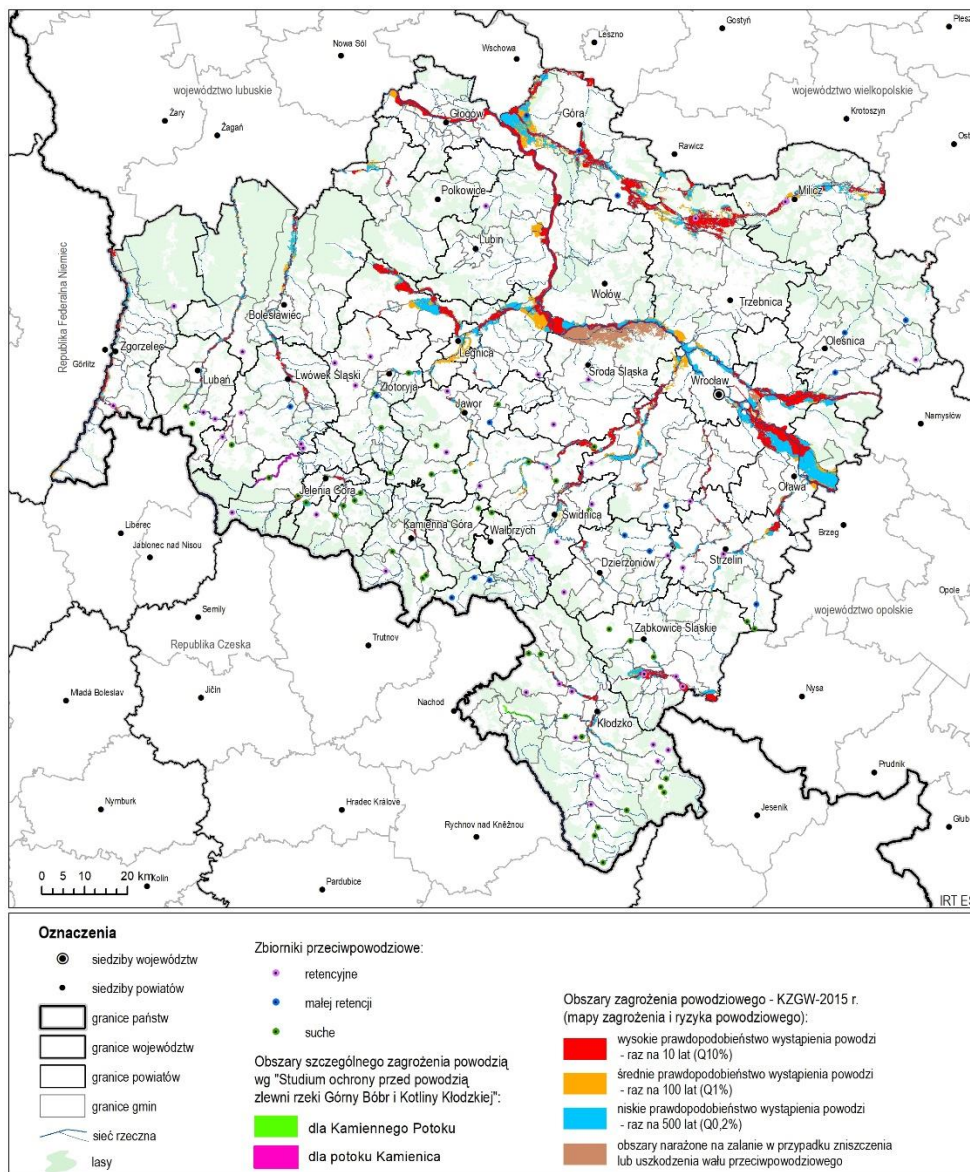 Gostyń
Plesz
Leszno
Nowa Sól
Wschowa
województwo lubuskie
województwo wielkopolskie
Żary
Żagań
Głogów
Góra
Krotoszyn
Rawicz
Ost
Polkowice
Milicz
Lubin
Republika Federalna Niemiec
Wołów
Trzebnica
Bolesławiec
Oleśnica
Görlitz
Zgorzelec
Legnica
Lubań
Lwówek Śląski
Złotoryja
Środa Śląska
Wrocław
Jawor
Namysłów
Jelenia Góra
Oława
Liberec
Kamienna Góra
Świdnica
Wałbrzych
Brzeg
Jablonec nad Nisou
Strzelin
Dzierżoniów
Opole
Semily
województwo opolskie
Republika Czeska
Trutnov
Ząbkowice Śląskie
Mladá Boleslav
Jičín
Nachod
Nysa
Kłodzko
Prudnik
Nymburk
Hradec Králové
Jesenik
Rychnov nad Kněžnou
Głub
0 5 10 20 km
Kolín
Pardubice
IRT ES
Oznaczenia
siedziby województw
siedziby powiatów
granice państw
granice województw
granice powiatów
granice gmin
sieć rzeczna
lasy
Zbiorniki przeciwpowodziowe:
retencyjne
małej retencji
suche
Obszary szczególnego zagrożenia powodzią
wg "Studium ochrony przed powodzią
zlewni rzeki Górny Bóbr i Kotliny Kłodzkiej":
dla Kamiennego Potoku
dla potoku Kamienica
Obszary zagrożenia powodziowego - KZGW-2015 r.
(mapy zagrożenia i ryzyka powodziowego):
wysokie prawdopodobieństwo wystąpienia powodzi
- raz na 10 lat (Q10%)
średnie prawdopodobieństwo wystąpienia powodzi
- raz na 100 lat (Q1%)
niskie prawdopodobieństwo wystąpienia powodzi
- raz na 500 lat (Q0,2%)
obszary narażone na zalanie w przypadku zniszczenia
lub uszkodzenia wału przeciwpowodziowego